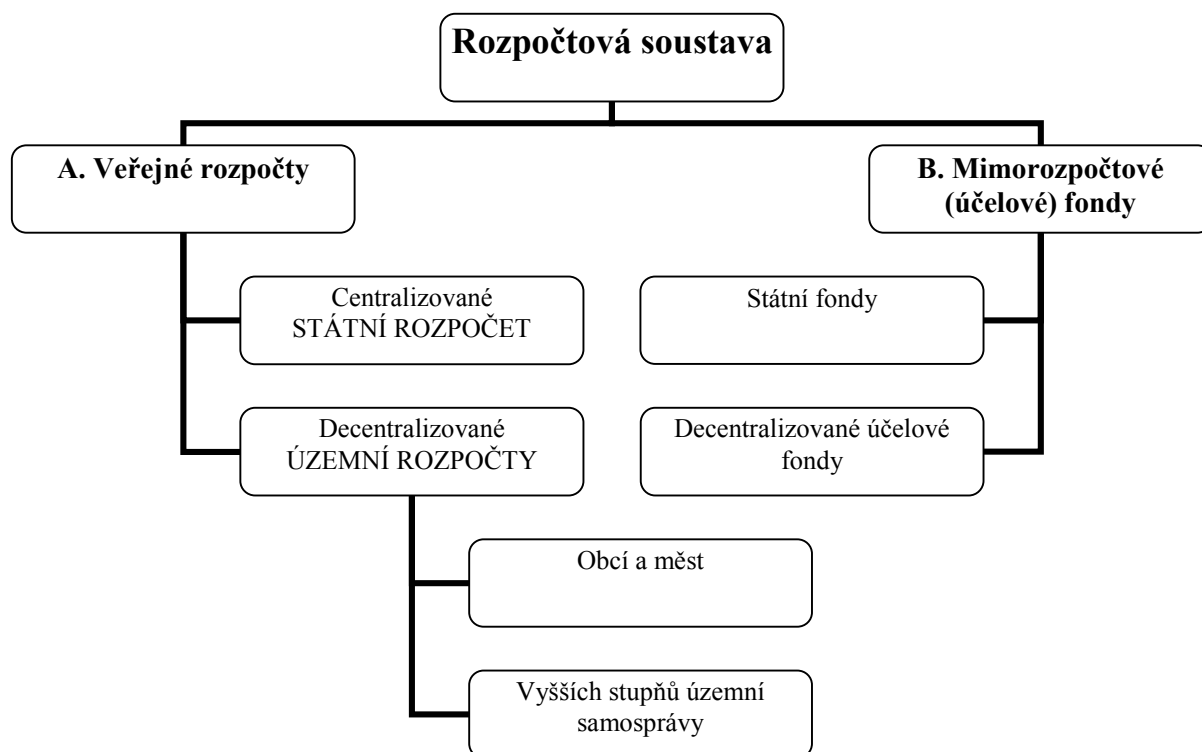 Rozpočtová soustava
A. Veřejné rozpočty
B. Mimorozpočtové
(účelové) fondy
Centralizované
STÁTNÍ ROZPOČET
Státní fondy
Decentralizované
ÚZEMNÍ ROZPOČTY
Decentralizované účelové
fondy
Obcí a měst
Vyšších stupňů územní
samosprávy